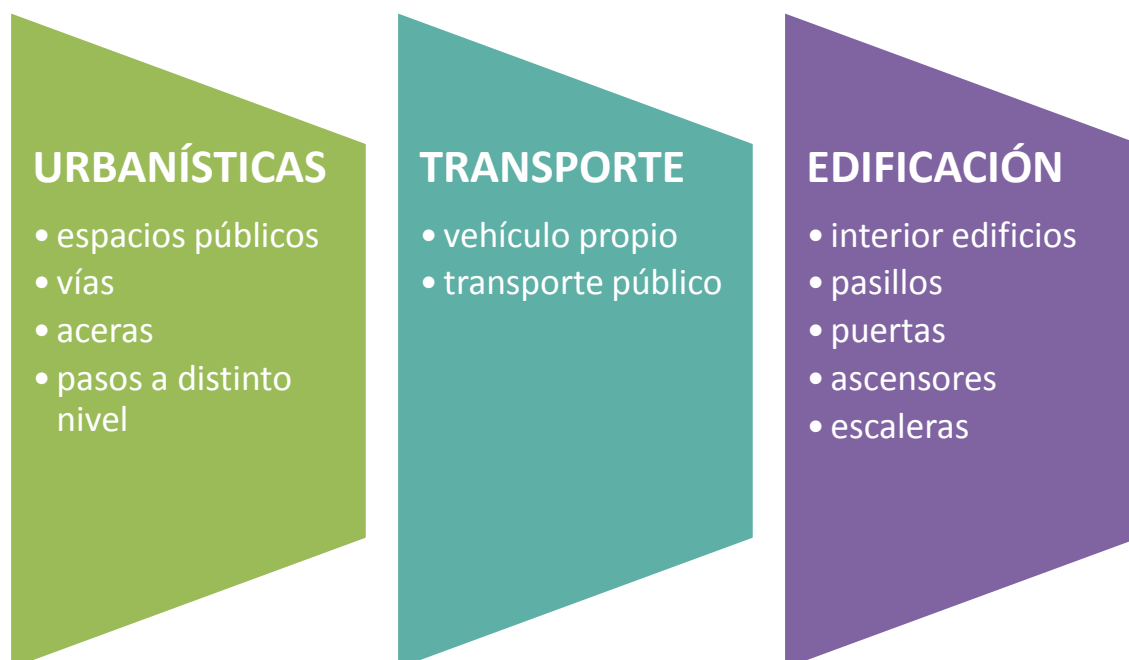 URBANÍSTICAS
• espacios públicos
• vías
• aceras
• pasos a distinto
nivel
TRANSPORTE
• vehículo propio
• transporte público
EDIFICACIÓN
• interior edificios
• pasillos
• puertas
• ascensores
• escaleras